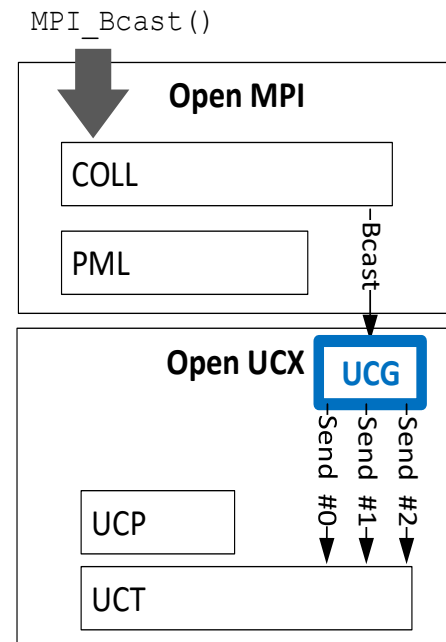 MPI_Bcast()
Open MPI
COLL
Bcast
PML
Open UCX
UCG
Send #0
Send #1
Send #2
UCP
UCT